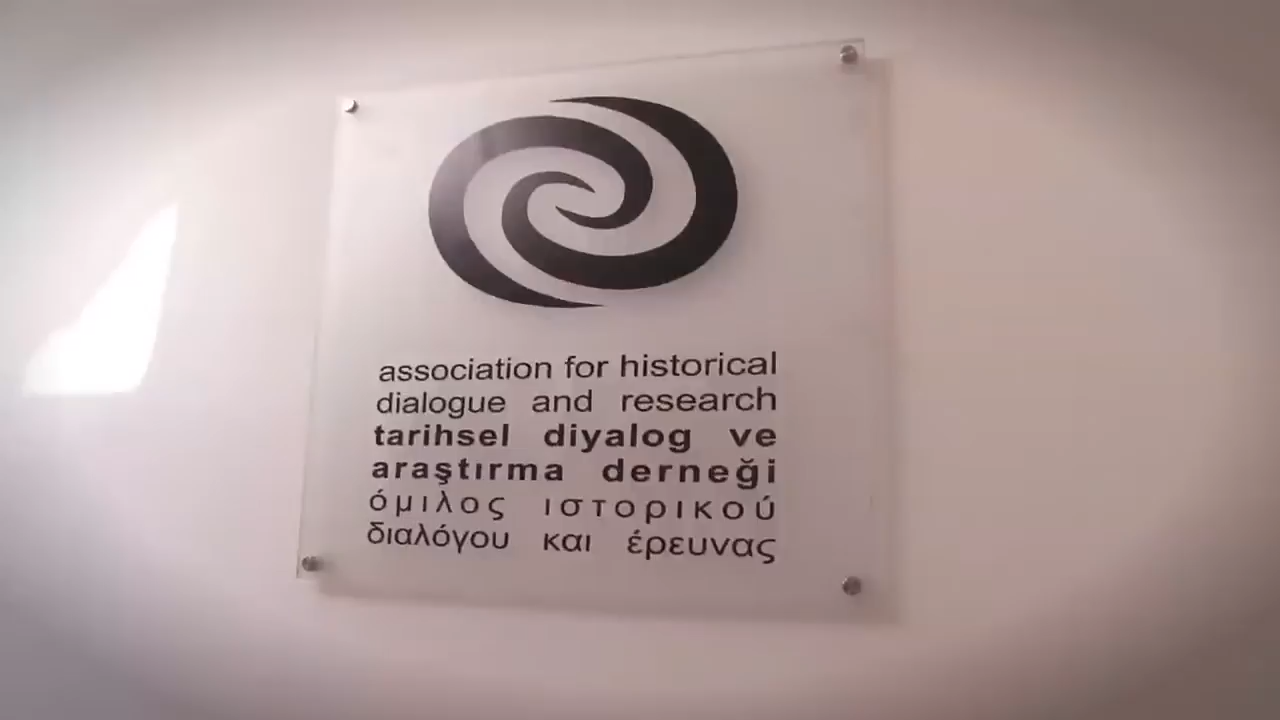 association for historical
dialogue and research
tarihsel diyalog ve
araştırma derneği
όμιλος ιστορικού
διαλόγου και έρευνας